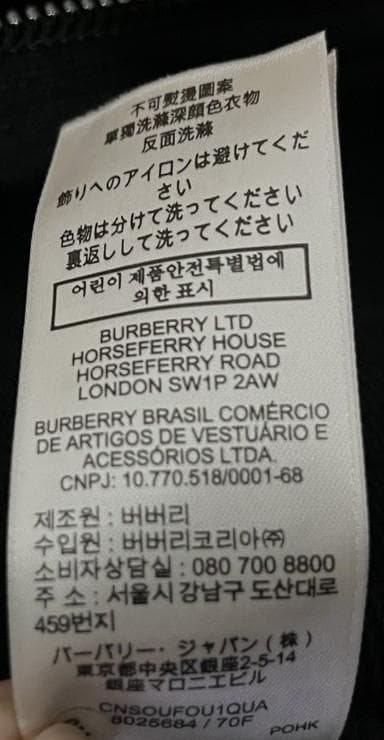 不可熨燙圖案
單獨洗滌深顏色衣物
反面洗滌
飾りへのアイロンは避けてくだ
さい
色物は分けて洗ってください
裏返しして洗ってください
어린이 제품안전특별법에
의한 표시
BURBERRY LTD
HORSEFERRY HOUSE
HORSEFERRY ROAD
LONDON SW1P 2AW
BURBERRY BRASIL COMÉRCIO
DE ARTIGOS DE VESTUÁRIO E
ACESSÓRIOS LTDA.
CNPJ: 10.770.518/0001-68
제조원 : 버버리
수입원 : 버버리코리아㈜
소비자상담실 : 080 700 8800
주 소 : 서울시 강남구 도산대로
459번지
バーバリー・ジャパン(株)
東京都中央区銀座2-5-14
銀座マロニエビル
CNSOUFOU1QUA
8025684 / 70F
POHK